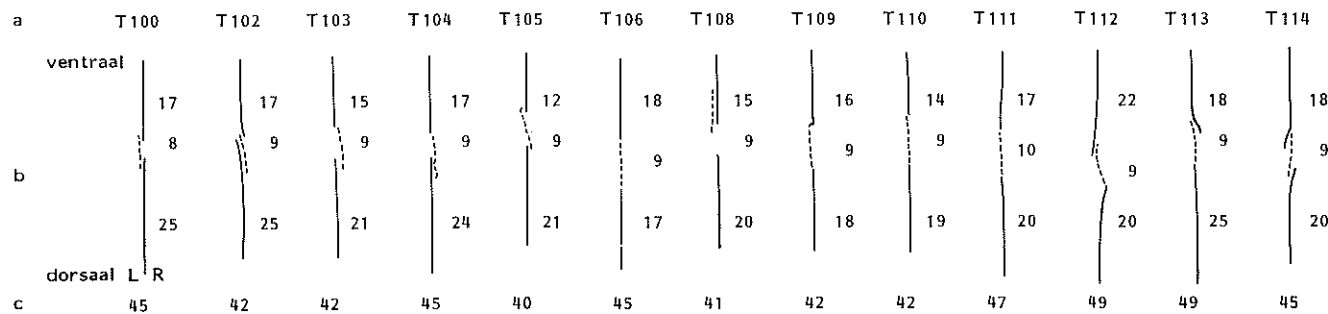 a T100 T102 T103 T104 T105 T106 T108 T109 T110 T111 T112 T113 T114
ventraal
17 17 15 17 12 18 15 16 14 17 22 18 18
8 9 9 9 9 9 9 9 9 10 9 9 9
b
25 25 21 24 21 17 20 18 19 20 20 25 20
dorsaal L R
c 45 42 42 45 40 45 41 42 42 47 49 49 45